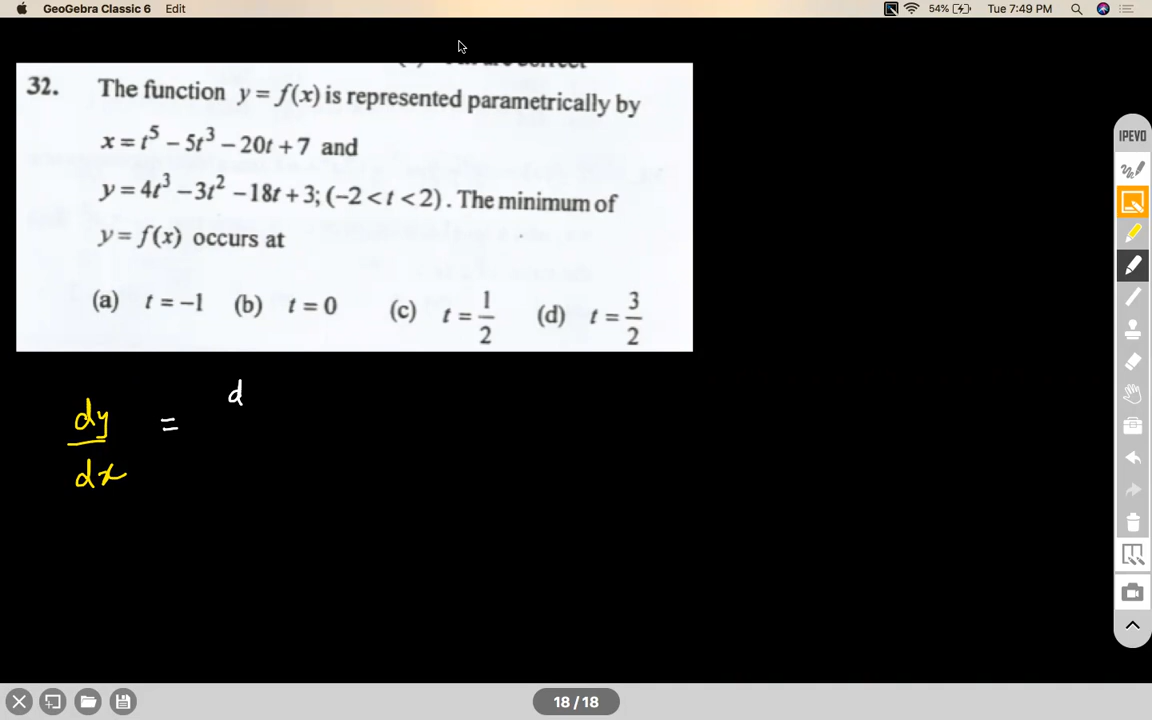 GeoGebra Classic 6 Edit 54% Tue 7:49 PM
32. The function y = f(x) is represented parametrically by
x = t⁵ − 5t³ − 20t + 7 and
y = 4t³ − 3t² − 18t + 3; (−2 < t < 2). The minimum of
y = f(x) occurs at
(a) t = −1 (b) t = 0 (c) t = 1/2 (d) t = 3/2
dy/dx = d
IPEVO
18 / 18